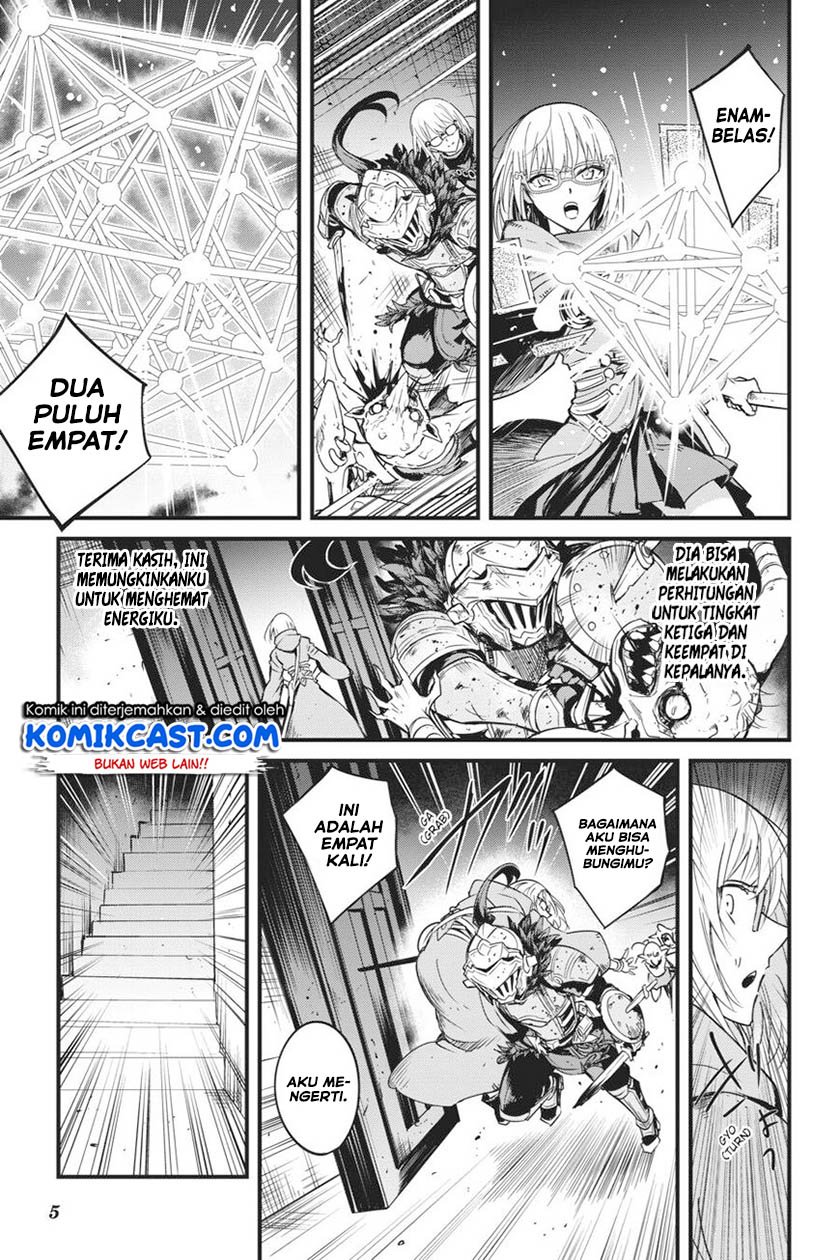 ENAM-
BELAS!
DUA
PULUH
EMPAT!
DIA BISA
MELAKUKAN
PERHITUNGAN
UNTUK TINGKAT
KETIGA DAN
KEEMPAT DI
KEPALANYA.
TERIMA KASIH, INI
MEMUNGKINKANKU
UNTUK MENGHEMAT
ENERGIKU.
Komik ini diterjemahkan & diedit oleh
KOMIKCAST.COM
BUKAN WEB LAIN!!
GYO
(TURN)
BAGAIMANA
AKU BISA
MENGHU-
BUNGIMU?
GA
(GRAB)
INI
ADALAH
EMPAT
KALI!
AKU ME-
NGERTI.
5